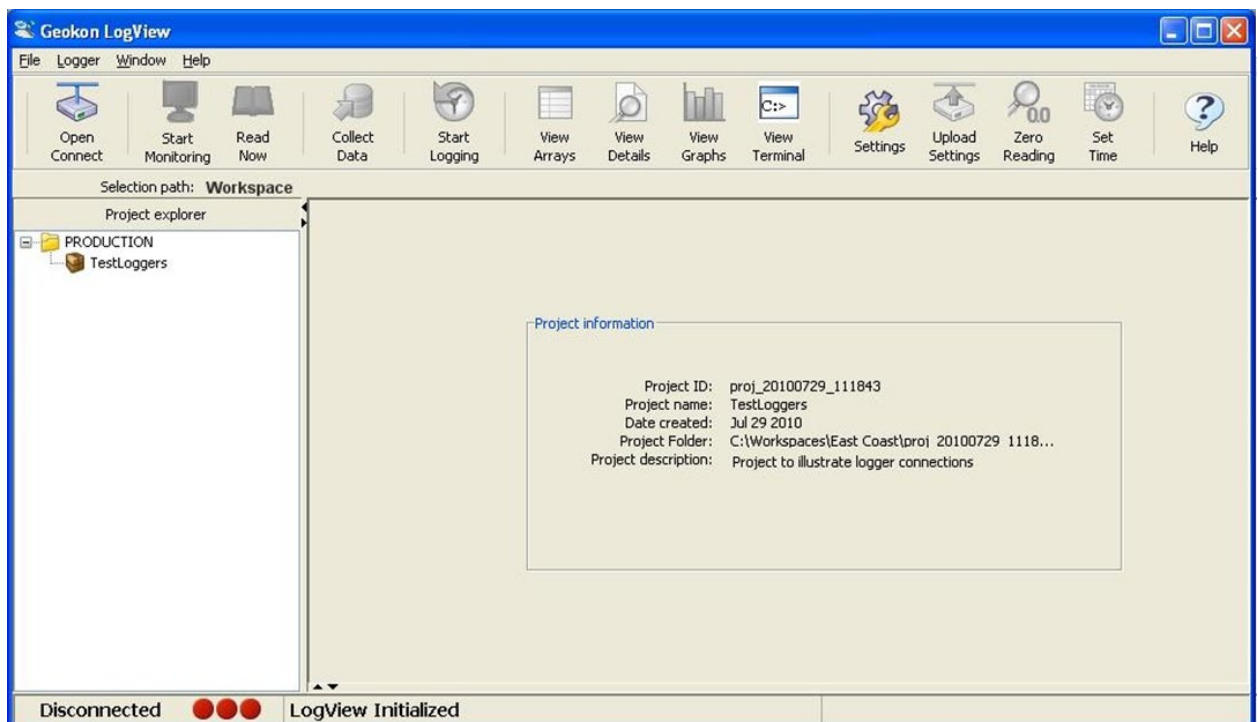 Geokon LogView
File Logger Window Help
C:>
0.0
Open Connect
Start Monitoring
Read Now
Collect Data
Start Logging
View Arrays
View Details
View Graphs
View Terminal
Settings
Upload Settings
Zero Reading
Set Time
Help
Selection path: Workspace
Project explorer
PRODUCTION
TestLoggers
Project information
Project ID: proj_20100729_111843
Project name: TestLoggers
Date created: Jul 29 2010
Project Folder: C:\Workspaces\East Coast\proj_20100729_1118...
Project description: Project to illustrate logger connections
Disconnected LogView Initialized